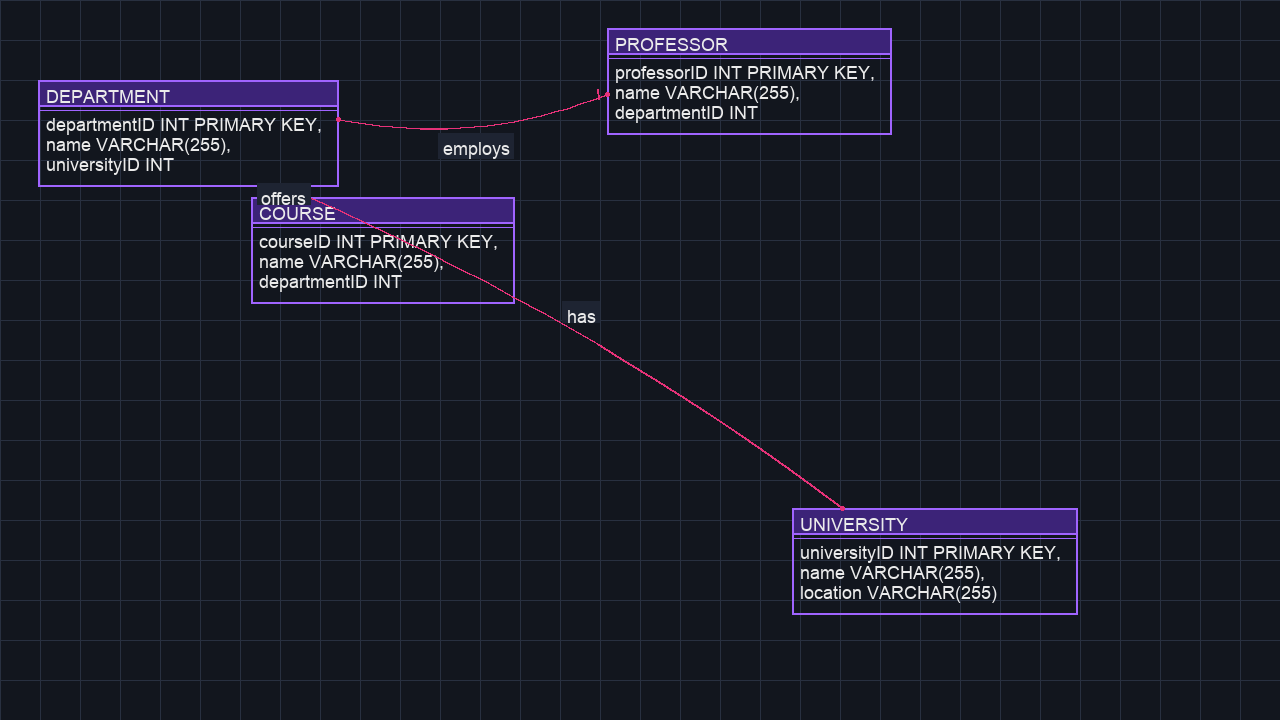 PROFESSOR
professorID INT PRIMARY KEY,
name VARCHAR(255),
departmentID INT
DEPARTMENT
departmentID INT PRIMARY KEY,
name VARCHAR(255),
universityID INT
employs
offers
COURSE
courseID INT PRIMARY KEY,
name VARCHAR(255),
departmentID INT
has
UNIVERSITY
universityID INT PRIMARY KEY,
name VARCHAR(255),
location VARCHAR(255)